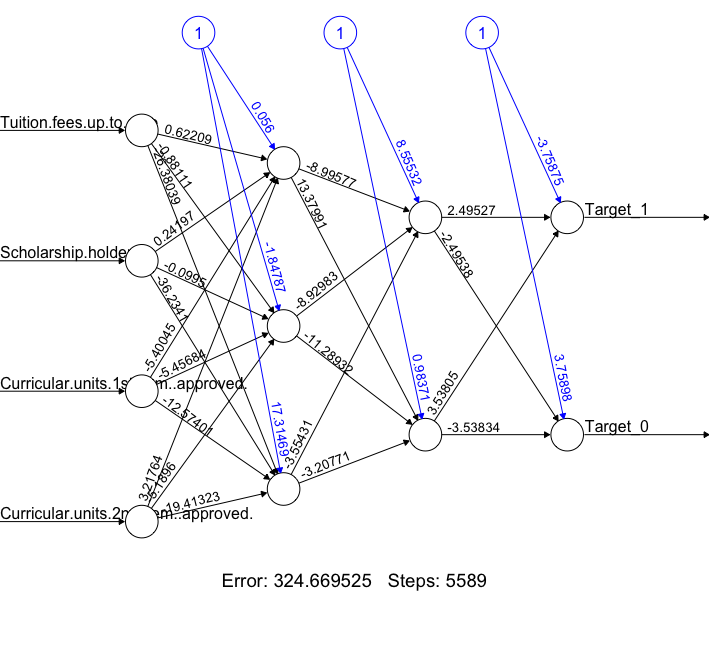 1 1 1
0.056
8.55532
-3.75875
Tuition.fees.up.to
0.62209
-0.88111
-26.38039
-8.99577
13.37991
0.24197
2.49527
Target_1
Scholarship.holde
-0.0995
-36.2341
-1.84787
-8.92983
-2.49538
-5.40045
-5.45684
-11.28932
Curricular.units.1s
m..approved.
-12.57401
0.98371
3.53805
3.75898
17.31469
-3.55431
-3.53834
Target_0
3.21764
-3.20771
19.41323
Curricular.units.2n
em..approved.
Error: 324.669525 Steps: 5589